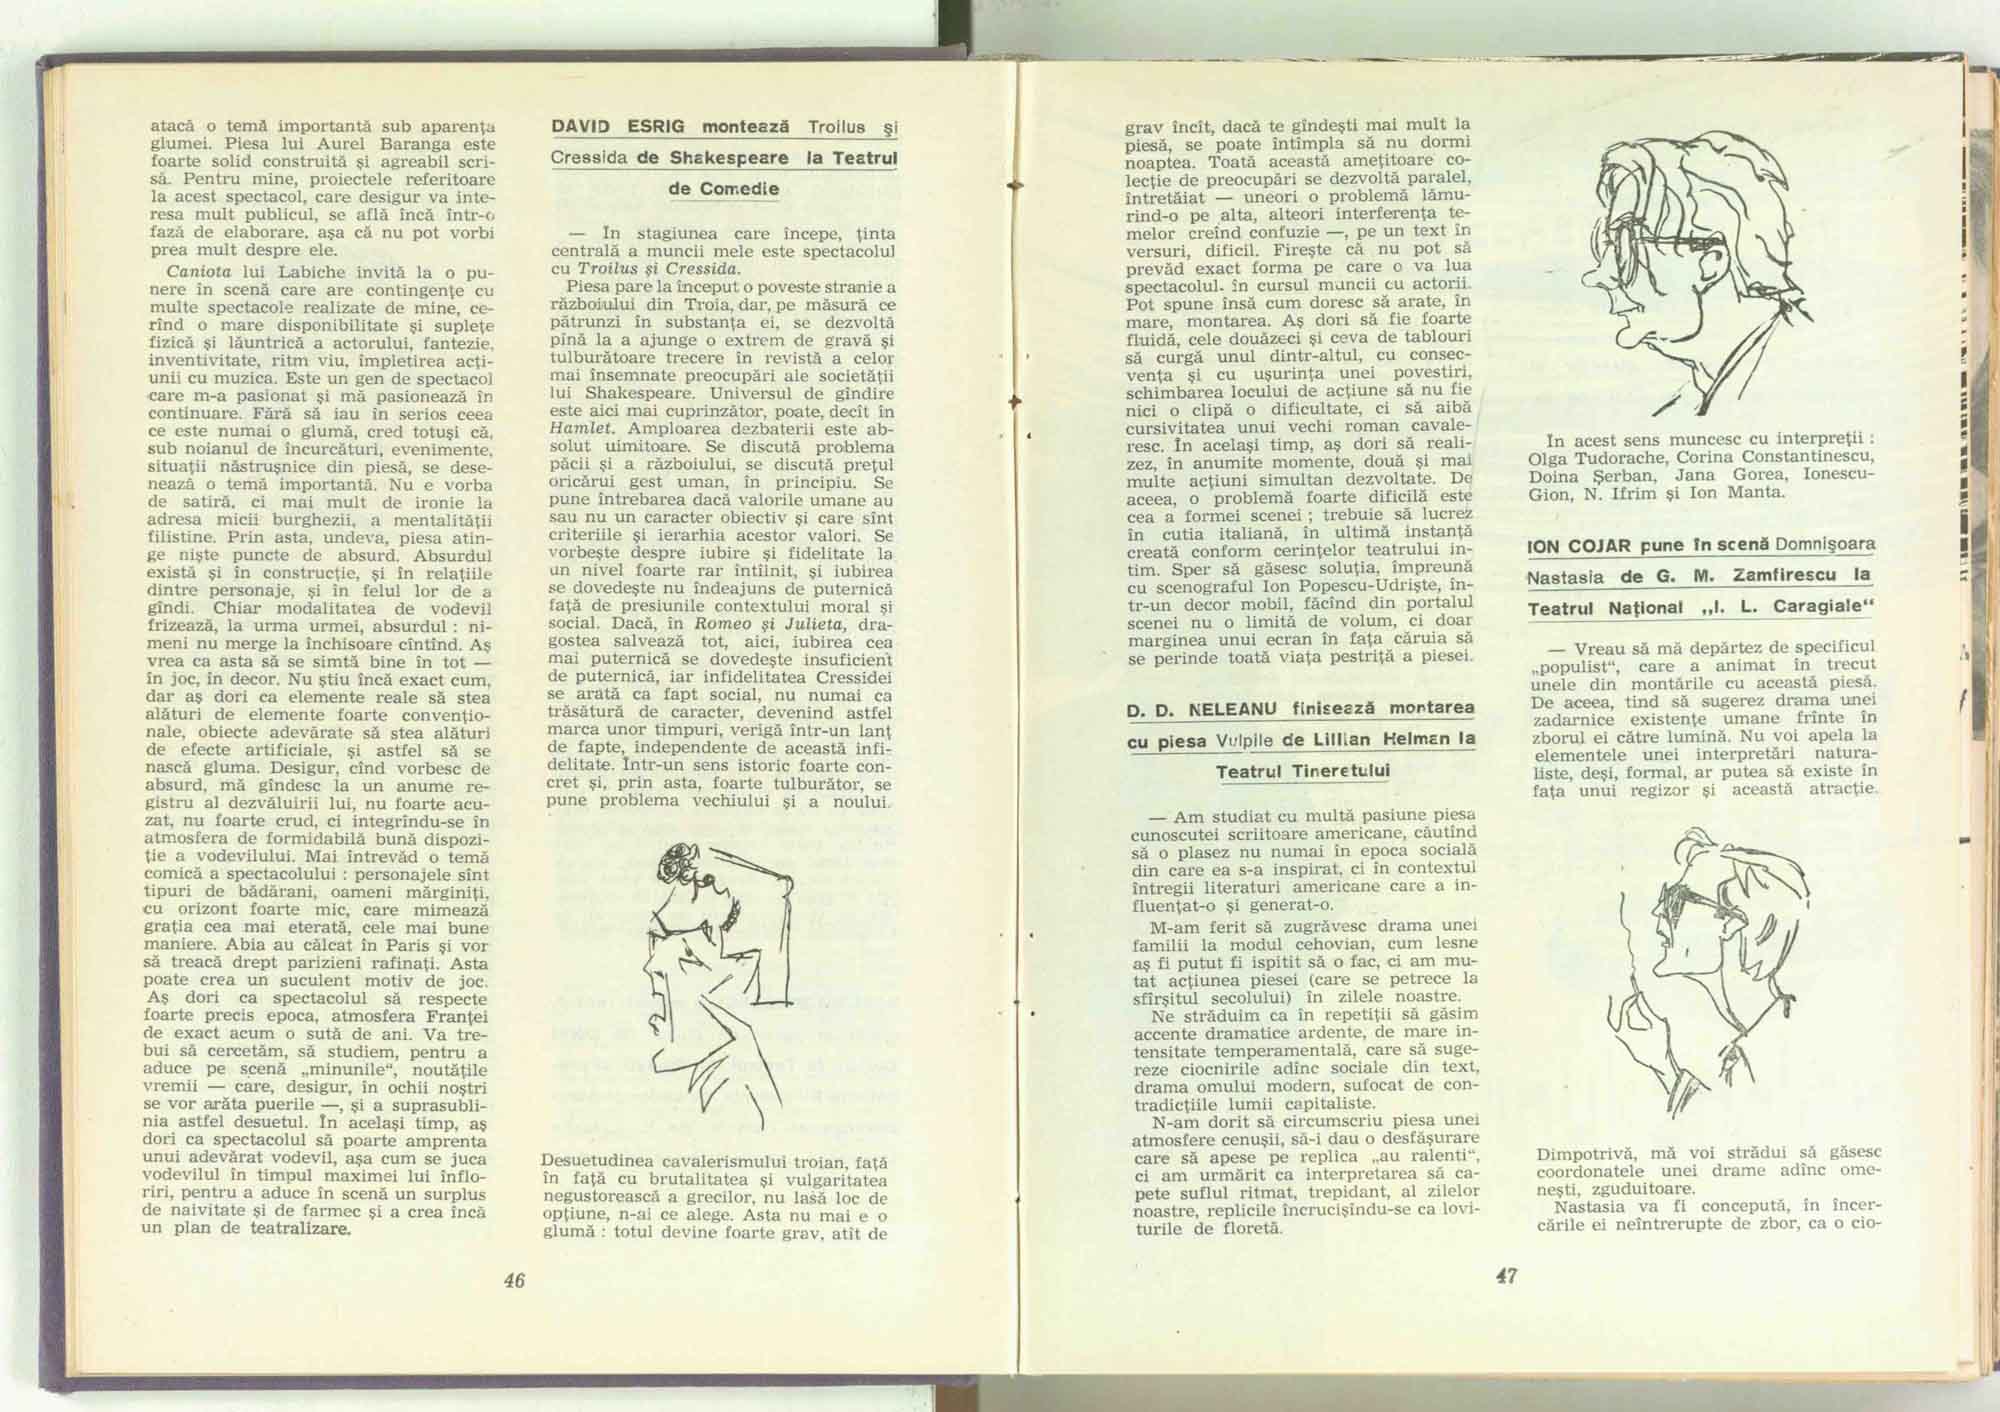 atacă o temă importantă sub aparența
glumei. Piesa lui Aurel Baranga este
foarte solid construită și agreabil scri-
să. Pentru mine, proiectele referitoare
la acest spectacol, care desigur va inte-
resa mult publicul, se află încă într-o
fază de elaborare. așa că nu pot vorbi
prea mult despre ele.
Caniota lui Labiche invită la o pu-
nere în scenă care are contingențe cu
multe spectacole realizate de mine, ce-
rînd o mare disponibilitate și suplețe
fizică și lăuntrică a actorului, fantezie,
inventivitate, ritm viu, împletirea acți-
unii cu muzica. Este un gen de spectacol
care m-a pasionat și mă pasionează în
continuare. Fără să iau în serios ceea
ce este numai o glumă, cred totuși că,
sub noianul de încurcături, evenimente,
situații năstrușnice din piesă, se dese-
nează o temă importantă. Nu e vorba
de satiră, ci mai mult de ironie la
adresa micii burghezii, a mentalității
filistine. Prin asta, undeva, piesa atin-
ge niște puncte de absurd. Absurdul
există și în construcție, și în relațiile
dintre personaje, și în felul lor de a
gîndi. Chiar modalitatea de vodevil
frizează, la urma urmei, absurdul : ni-
meni nu merge la închisoare cîntînd. Aș
vrea ca asta să se simtă bine în tot —
în joc, în decor. Nu știu încă exact cum,
dar aș dori ca elemente reale să stea
alături de elemente foarte convențio-
nale, obiecte adevărate să stea alături
de efecte artificiale, și astfel să se
nască gluma. Desigur, cînd vorbesc de
absurd, mă gîndesc la un anume re-
gistru al dezvăluirii lui, nu foarte acu-
zat, nu foarte crud, ci integrîndu-se în
atmosfera de formidabilă bună dispozi-
ție a vodevilului. Mai întrevăd o temă
comică a spectacolului : personajele sînt
tipuri de bădărani, oameni mărginiți,
cu orizont foarte mic, care mimează
grația cea mai eterată, cele mai bune
maniere. Abia au călcat în Paris și vor
să treacă drept parizieni rafinați. Asta
poate crea un suculent motiv de joc.
Aș dori ca spectacolul să respecte
foarte precis epoca, atmosfera Franței
de exact acum o sută de ani. Va tre-
bui să cercetăm, să studiem, pentru a
aduce pe scenă „minunile“, noutățile
vremii — care, desigur, în ochii noștri
se vor arăta puerile —, și a suprasubli-
nia astfel desuetul. În același timp, aș
dori ca spectacolul să poarte amprenta
unui adevărat vodevil, așa cum se juca
vodevilul în timpul maximei lui înflo-
riri, pentru a aduce în scenă un surplus
de naivitate și de farmec și a crea încă
un plan de teatralizare.
DAVID ESRIG montează Troilus și
Cressida de Shakespeare la Teatrul
de Comedie
— In stagiunea care începe, ținta
centrală a muncii mele este spectacolul
cu Troilus și Cressida.
Piesa pare la început o poveste stranie a
războiului din Troia, dar, pe măsură ce
pătrunzi în substanța ei, se dezvoltă
pînă la a ajunge o extrem de gravă și
tulburătoare trecere în revistă a celor
mai însemnate preocupări ale societății
lui Shakespeare. Universul de gîndire
este aici mai cuprinzător, poate, decît în
Hamlet. Amploarea dezbaterii este ab-
solut uimitoare. Se discută problema
păcii și a războiului, se discută prețul
oricărui gest uman, în principiu. Se
pune întrebarea dacă valorile umane au
sau nu un caracter obiectiv și care sînt
criteriile și ierarhia acestor valori. Se
vorbește despre iubire și fidelitate la
un nivel foarte rar întîlnit, și iubirea
se dovedește nu îndeajuns de puternică
față de presiunile contextului moral și
social. Dacă, în Romeo și Julieta, dra-
gostea salvează tot, aici, iubirea cea
mai puternică se dovedește insuficient
de puternică, iar infidelitatea Cressidei
se arată ca fapt social, nu numai ca
trăsătură de caracter, devenind astfel
marca unor timpuri, verigă într-un lanț
de fapte, independente de această infi-
delitate. Într-un sens istoric foarte con-
cret și, prin asta, foarte tulburător, se
pune problema vechiului și a noului.
Desuetudinea cavalerismului troian, față
în față cu brutalitatea și vulgaritatea
negustorească a grecilor, nu lasă loc de
opțiune, n-ai ce alege. Asta nu mai e o
glumă : totul devine foarte grav, atît de
46
grav încît, dacă te gîndești mai mult la
piesă, se poate întîmpla să nu dormi
noaptea. Toată această amețitoare co-
lecție de preocupări se dezvoltă paralel,
întretăiat — uneori o problemă lămu-
rind-o pe alta, alteori interferența te-
melor creînd confuzie —, pe un text în
versuri, dificil. Firește că nu pot să
prevăd exact forma pe care o va lua
spectacolul. în cursul muncii cu actorii.
Pot spune însă cum doresc să arate, în
mare, montarea. Aș dori să fie foarte
fluidă, cele douăzeci și ceva de tablouri
să curgă unul dintr-altul, cu consec-
vența și cu ușurința unei povestiri,
schimbarea locului de acțiune să nu fie
nici o clipă o dificultate, ci să aibă
cursivitatea unui vechi roman cavale-
resc. În același timp, aș dori să reali-
zez, în anumite momente, două și mai
multe acțiuni simultan dezvoltate. De
aceea, o problemă foarte dificilă este
cea a formei scenei ; trebuie să lucrez
în cutia italiană, în ultimă instanță
creată conform cerințelor teatrului in-
tim. Sper să găsesc soluția, împreună
cu scenograful Ion Popescu-Udriște, în-
tr-un decor mobil, făcînd din portalul
scenei nu o limită de volum, ci doar
marginea unui ecran în fața căruia să
se perinde toată viața pestriță a piesei.
D. D. NELEANU finisează montarea
cu piesa Vulpile de Lillian Helman la
Teatrul Tineretului
— Am studiat cu multă pasiune piesa
cunoscutei scriitoare americane, căutînd
să o plasez nu numai în epoca socială
din care ea s-a inspirat, ci în contextul
întregii literaturi americane care a in-
fluențat-o și generat-o.
M-am ferit să zugrăvesc drama unei
familii la modul cehovian, cum lesne
aș fi putut fi ispitit să o fac, ci am mu-
tat acțiunea piesei (care se petrece la
sfîrșitul secolului) în zilele noastre.
Ne străduim ca în repetiții să găsim
accente dramatice ardente, de mare in-
tensitate temperamentală, care să suge-
reze ciocnirile adînc sociale din text,
drama omului modern, sufocat de con-
tradicțiile lumii capitaliste.
N-am dorit să circumscriu piesa unei
atmosfere cenușii, să-i dau o desfășurare
care să apese pe replica „au ralenti“,
ci am urmărit ca interpretarea să ca-
pete suflul ritmat, trepidant, al zilelor
noastre, replicile încrucișîndu-se ca lovi-
turile de floretă.
In acest sens muncesc cu interpreții :
Olga Tudorache, Corina Constantinescu,
Doina Șerban, Jana Gorea, Ionescu-
Gion, N. Ifrim și Ion Manta.
ION COJAR pune în scenă Domnișoara
Nastasia de G. M. Zamfirescu la
Teatrul Național „I. L. Caragiale“
— Vreau să mă depărtez de specificul
„populist“, care a animat în trecut
unele din montările cu această piesă.
De aceea, tind să sugerez drama unei
zadarnice existențe umane frînte în
zborul ei către lumină. Nu voi apela la
elementele unei interpretări natura-
liste, deși, formal, ar putea să existe în
fața unui regizor și această atracție.
Dimpotrivă, mă voi strădui să găsesc
coordonatele unei drame adînc ome-
nești, zguduitoare.
Nastasia va fi concepută, în încer-
cările ei neîntrerupte de zbor, ca o cio-
47